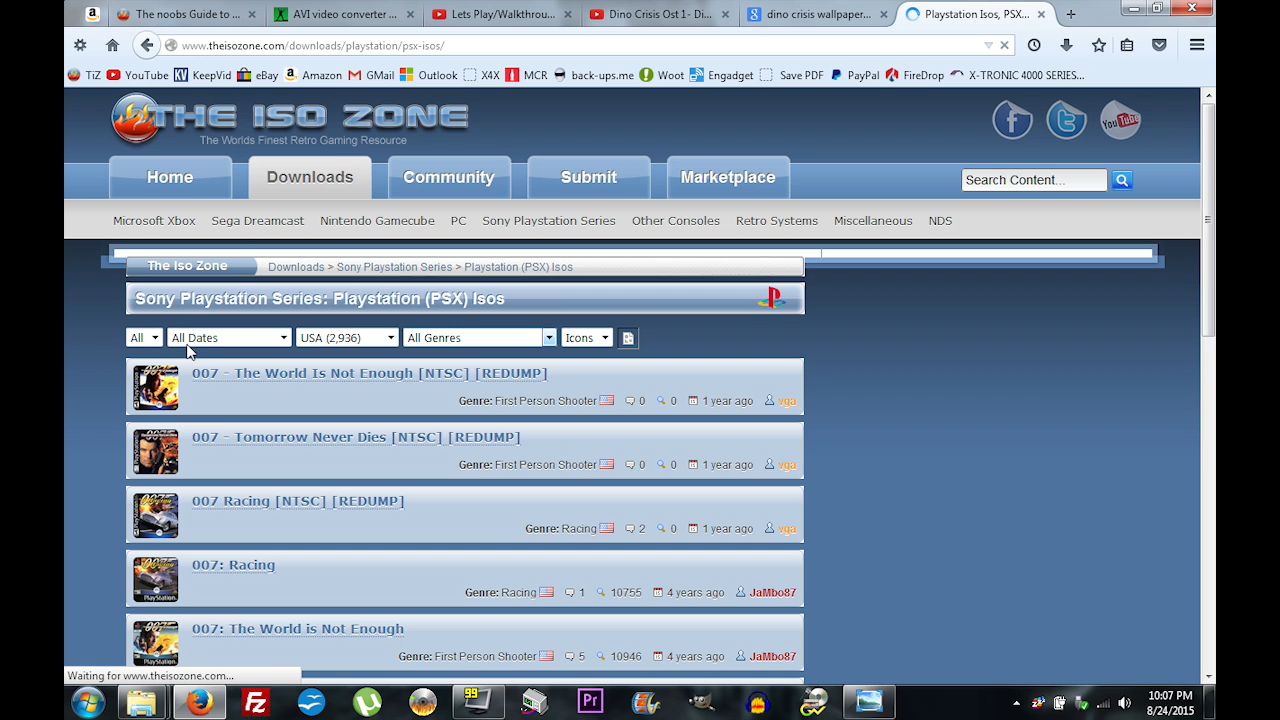 The noobs Guide to ...
AVI video converter ...
Lets Play/Walkthrou...
Dino Crisis Ost 1- Di...
dino crisis wallpaper...
Playstation Isos, PSX...
www.theisozone.com/downloads/playstation/psx-isos/
TiZ YouTube KeepVid eBay Amazon GMail Outlook X4X MCR back-ups.me Woot Engadget Save PDF PayPal FireDrop X-TRONIC 4000 SERIES...
THE ISO ZONE
The Worlds Finest Retro Gaming Resource
YouTube
Home Downloads Community Submit Marketplace Search Content...
Microsoft Xbox Sega Dreamcast Nintendo Gamecube PC Sony Playstation Series Other Consoles Retro Systems Miscellaneous NDS
The Iso Zone Downloads > Sony Playstation Series > Playstation (PSX) Isos
Sony Playstation Series: Playstation (PSX) Isos
All All Dates USA (2,936) All Genres Icons
007 - The World Is Not Enough [NTSC] [REDUMP]
Genre: First Person Shooter 0 0 1 year ago vga
007 - Tomorrow Never Dies [NTSC] [REDUMP]
Genre: First Person Shooter 0 0 1 year ago vga
007 Racing [NTSC] [REDUMP]
Genre: Racing 2 0 1 year ago vga
007: Racing
Genre: Racing 1 10755 4 years ago JaMbo87
007: The World is Not Enough
Genre: First Person Shooter 5 10946 4 years ago JaMbo87
Waiting for www.theisozone.com...
10:07 PM
8/24/2015